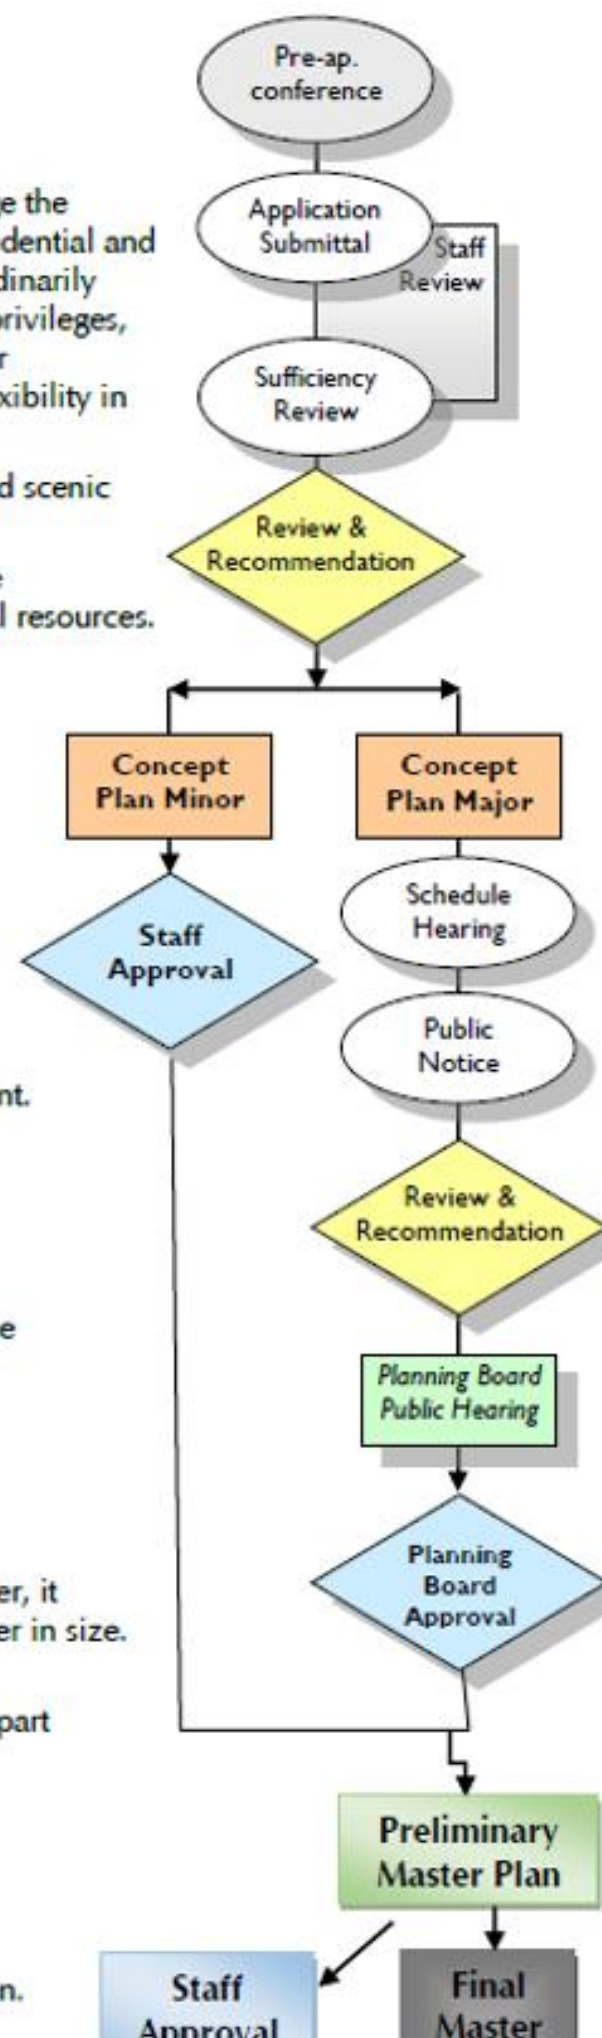 Pre-ap.
conference
Application
Submittal
Staff
Review
Sufficiency
Review
Review &
Recommendation
Concept
Plan Minor
Concept
Plan Major
Staff
Approval
Schedule
Hearing
Public
Notice
Review &
Recommendation
Planning Board
Public Hearing
Planning
Board
Approval
Preliminary
Master Plan
Staff
Approval
Final
Master
the
dential and
dinarily
privileges,
r
xibility in
d scenic
e
l resources.
nt.
e
er, it
er in size.
part
n.